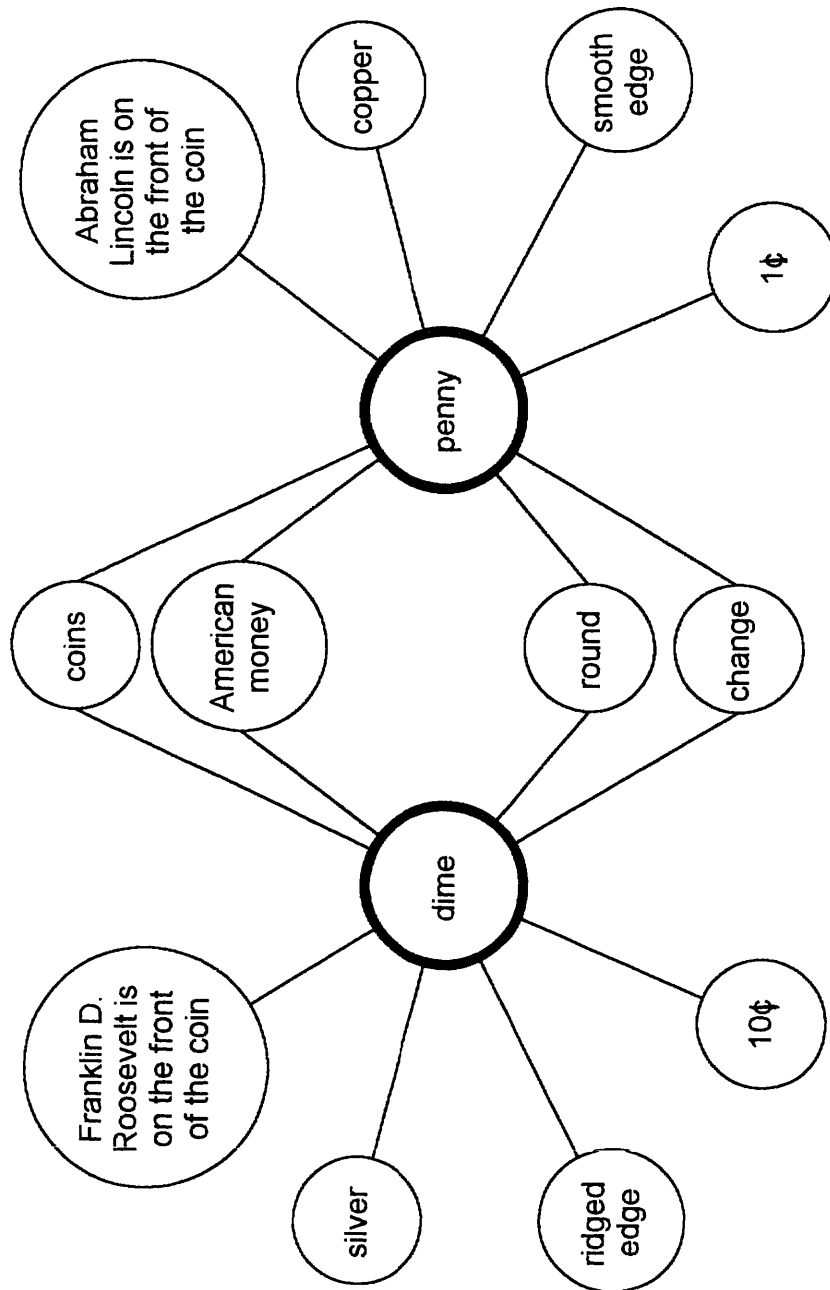 Franklin D.
Roosevelt is
on the front
of the coin
silver
ridged
edge
10¢
dime
coins
American
money
round
change
penny
Abraham
Lincoln is on
the front of
the coin
copper
smooth
edge
1¢